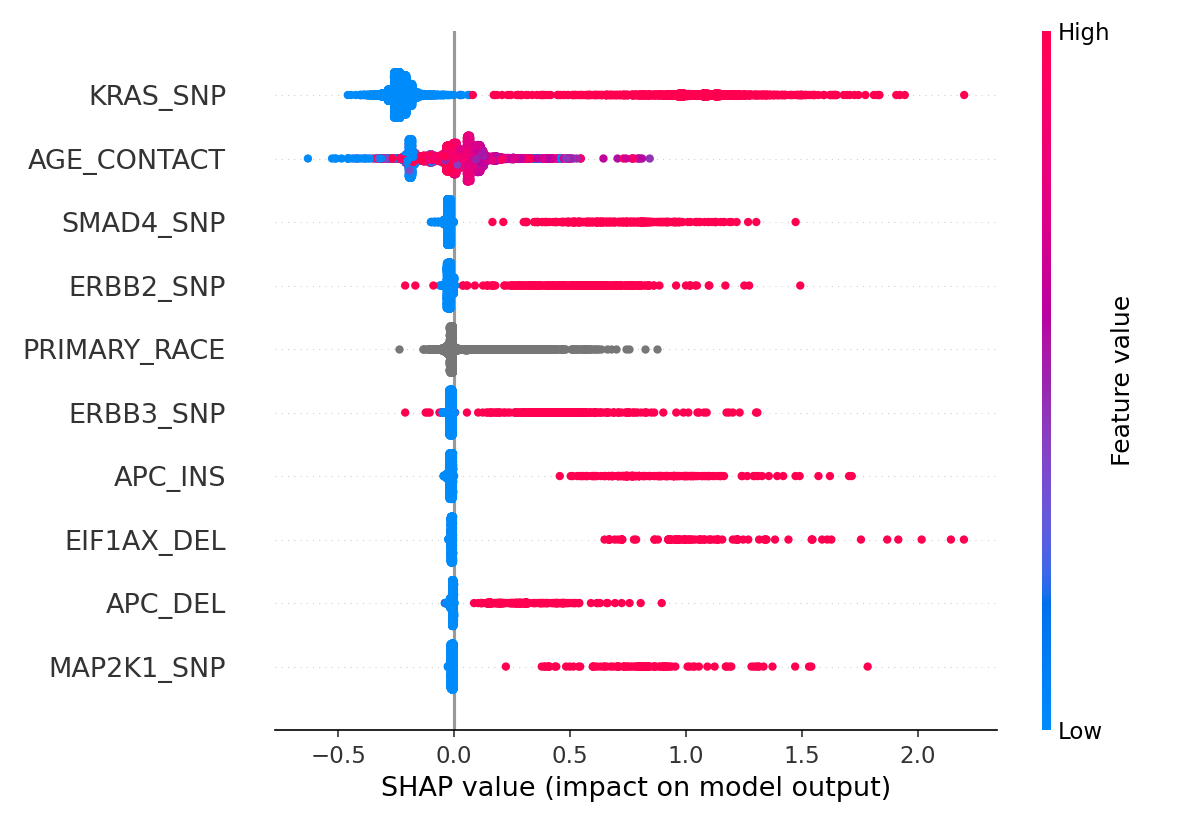 High
KRAS_SNP
AGE_CONTACT
SMAD4_SNP
ERBB2_SNP
PRIMARY_RACE
ERBB3_SNP
APC_INS
EIF1AX_DEL
APC_DEL
MAP2K1_SNP
Feature value
Low
−0.5 0.0 0.5 1.0 1.5 2.0
SHAP value (impact on model output)